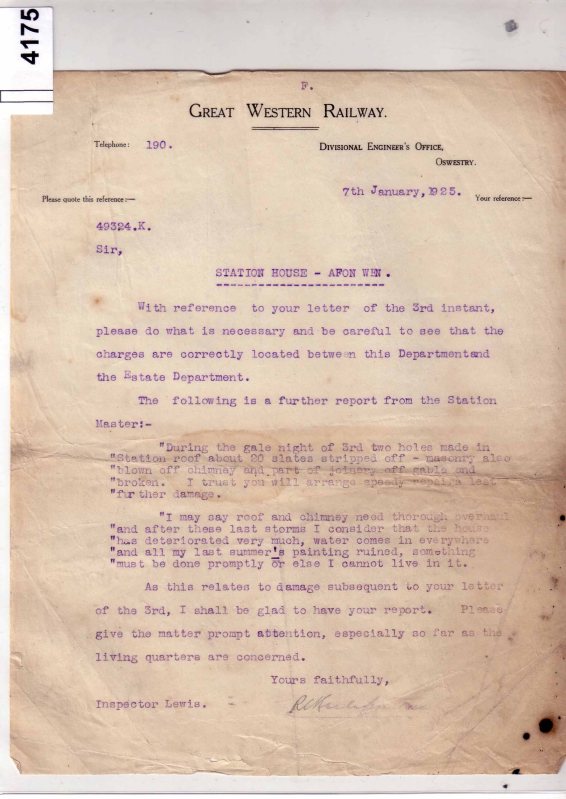 4175
F.
GREAT WESTERN RAILWAY.
Telephone: 190.
DIVISIONAL ENGINEER'S OFFICE,
OSWESTRY.
7th January, 1925.
Please quote this reference:—
Your reference:—
49324.K.
Sir,
STATION HOUSE - AFON WEN.
With reference to your letter of the 3rd instant,
please do what is necessary and be careful to see that the
charges are correctly located between this Departmentand
the Estate Department.
The following is a further report from the Station
Master:-
"During the gale night of 3rd two holes made in
"Station roof about 20 slates stripped off - masonry also
"blown off chimney and part of joinery off gable and
"broken. I trust you will arrange speedy repairs lest
"further damage.
"I may say roof and chimney need thorough overhaul
"and after these last storms I consider that the house
"has deteriorated very much, water comes in everywhere
"and all my last summer's painting ruined, something
"must be done promptly or else I cannot live in it.
As this relates to damage subsequent to your letter
of the 3rd, I shall be glad to have your report. Please
give the matter prompt attention, especially so far as the
living quarters are concerned.
Yours faithfully,
Inspector Lewis. -